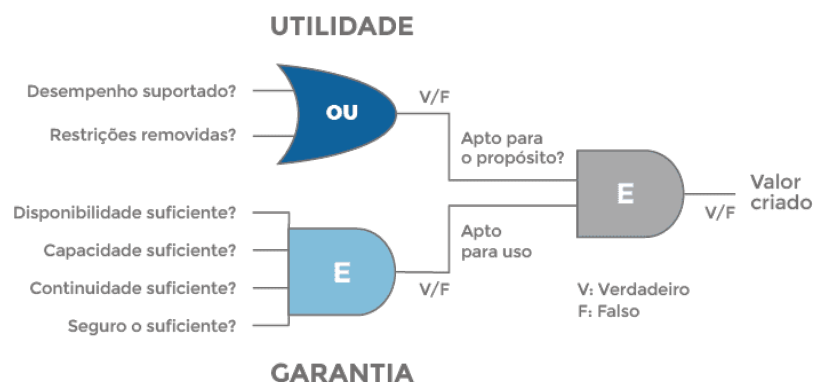 UTILIDADE
Desempenho suportado?
Restrições removidas?
OU
V/F
Apto para
o propósito?
E
V/F
Valor
criado
Disponibilidade suficiente?
Capacidade suficiente?
Continuidade suficiente?
Seguro o suficiente?
E
V/F
Apto
para uso
V: Verdadeiro
F: Falso
GARANTIA